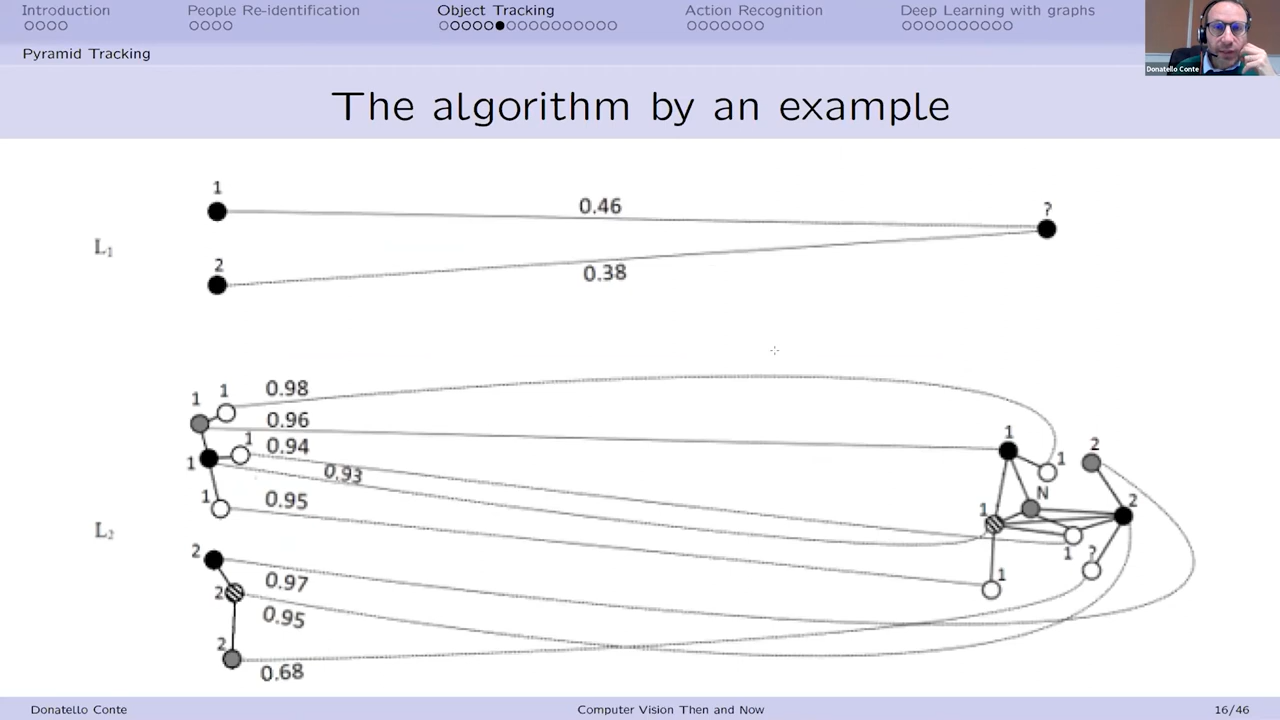 Introduction People Re-identification Object Tracking Action Recognition Deep Learning with graphs
Donatello Conte
Pyramid Tracking
The algorithm by an example
1 0.46 ?
L₁
2 0.38
1 1 0.98
0.96 1 2
1 0.94 1
1 0.93 N
1 0.95 1 2
L₂ 1 ?
2 0.97 1
2 0.95
2 0.68
Donatello Conte Computer Vision Then and Now 16/46